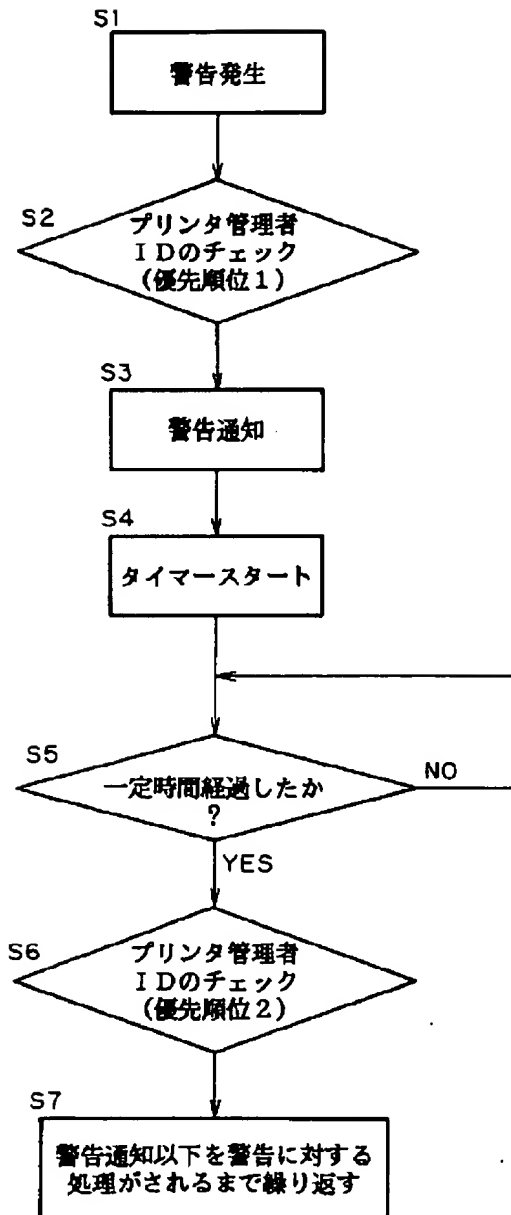 S1
警告発生
S2
プリンタ管理者
IDのチェック
(優先順位1)
S3
警告通知
S4
タイマースタート
S5
一定時間経過したか
?
NO
YES
S6
プリンタ管理者
IDのチェック
(優先順位2)
S7
警告通知以下を警告に対する
処理がされるまで繰り返す